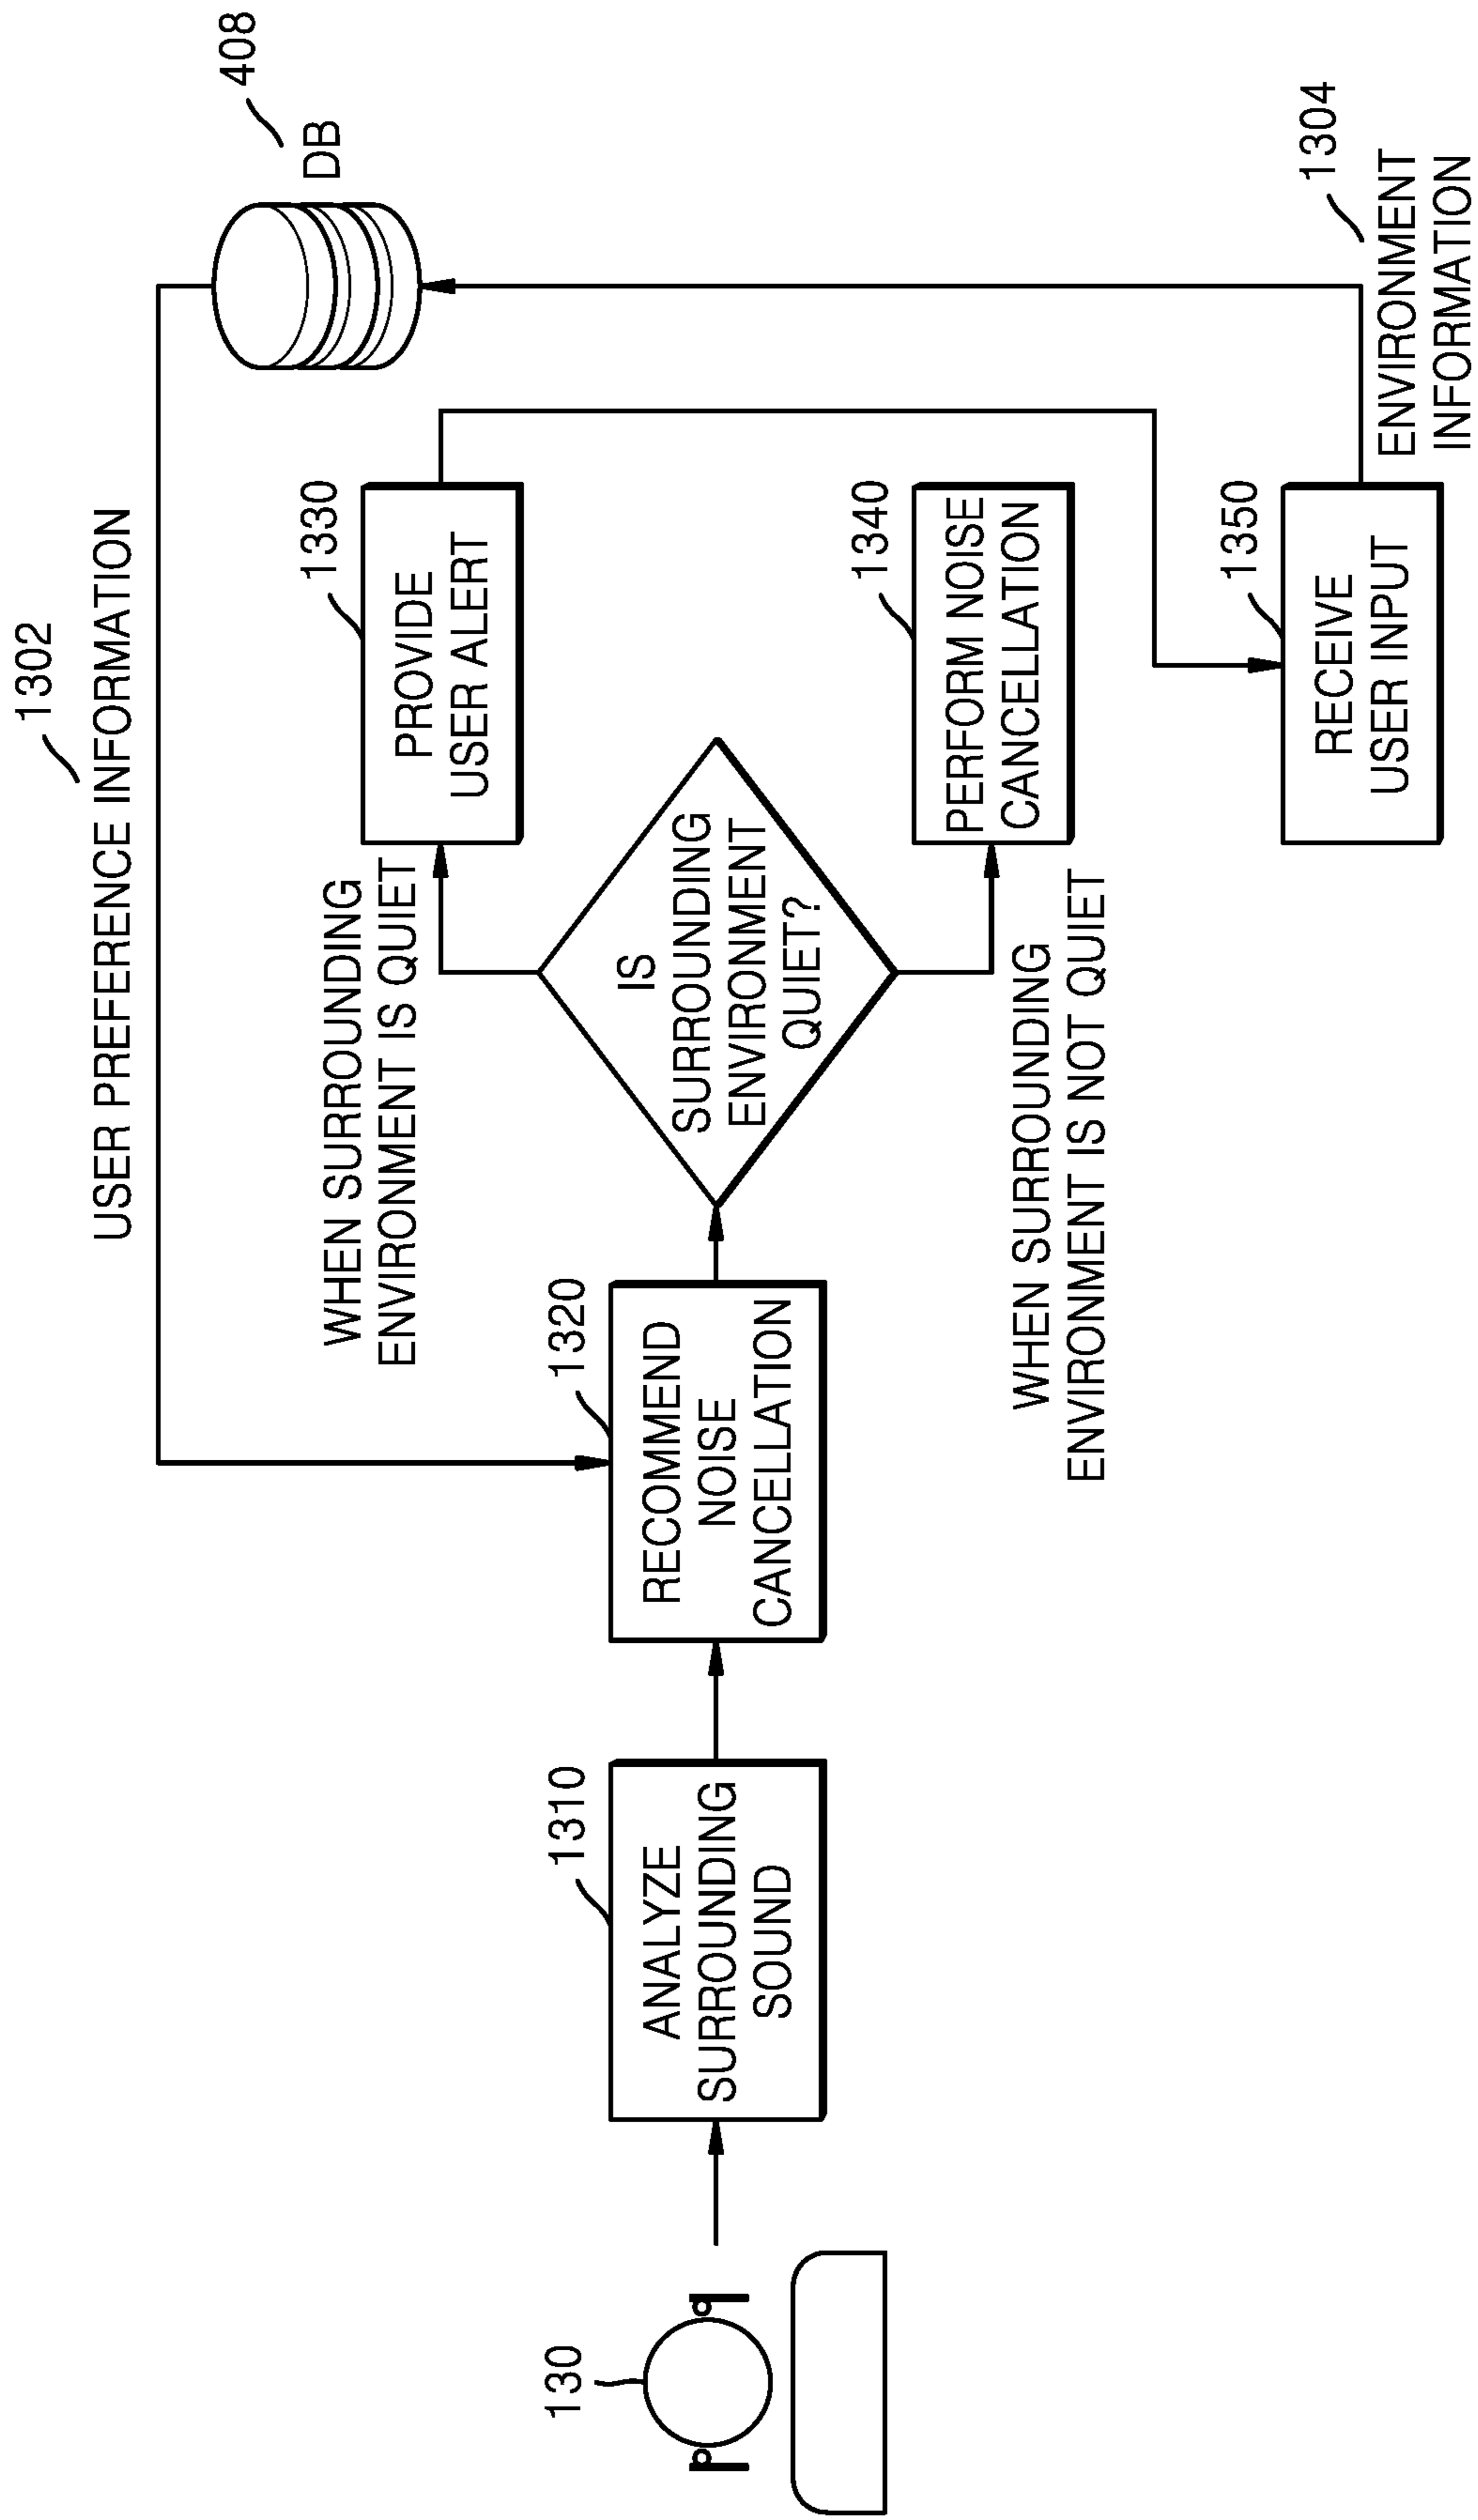 1302
USER PREFERENCE INFORMATION
408
DB
WHEN SURROUNDING
ENVIRONMENT IS QUIET
1330
PROVIDE
USER ALERT
130
1310
ANALYZE
SURROUNDING
SOUND
1320
RECOMMEND
NOISE
CANCELLATION
IS
SURROUNDING
ENVIRONMENT
QUIET?
1340
PERFORM NOISE
CANCELLATION
WHEN SURROUNDING
ENVIRONMENT IS NOT QUIET
1350
RECEIVE
USER INPUT
1304
ENVIRONMENT
INFORMATION